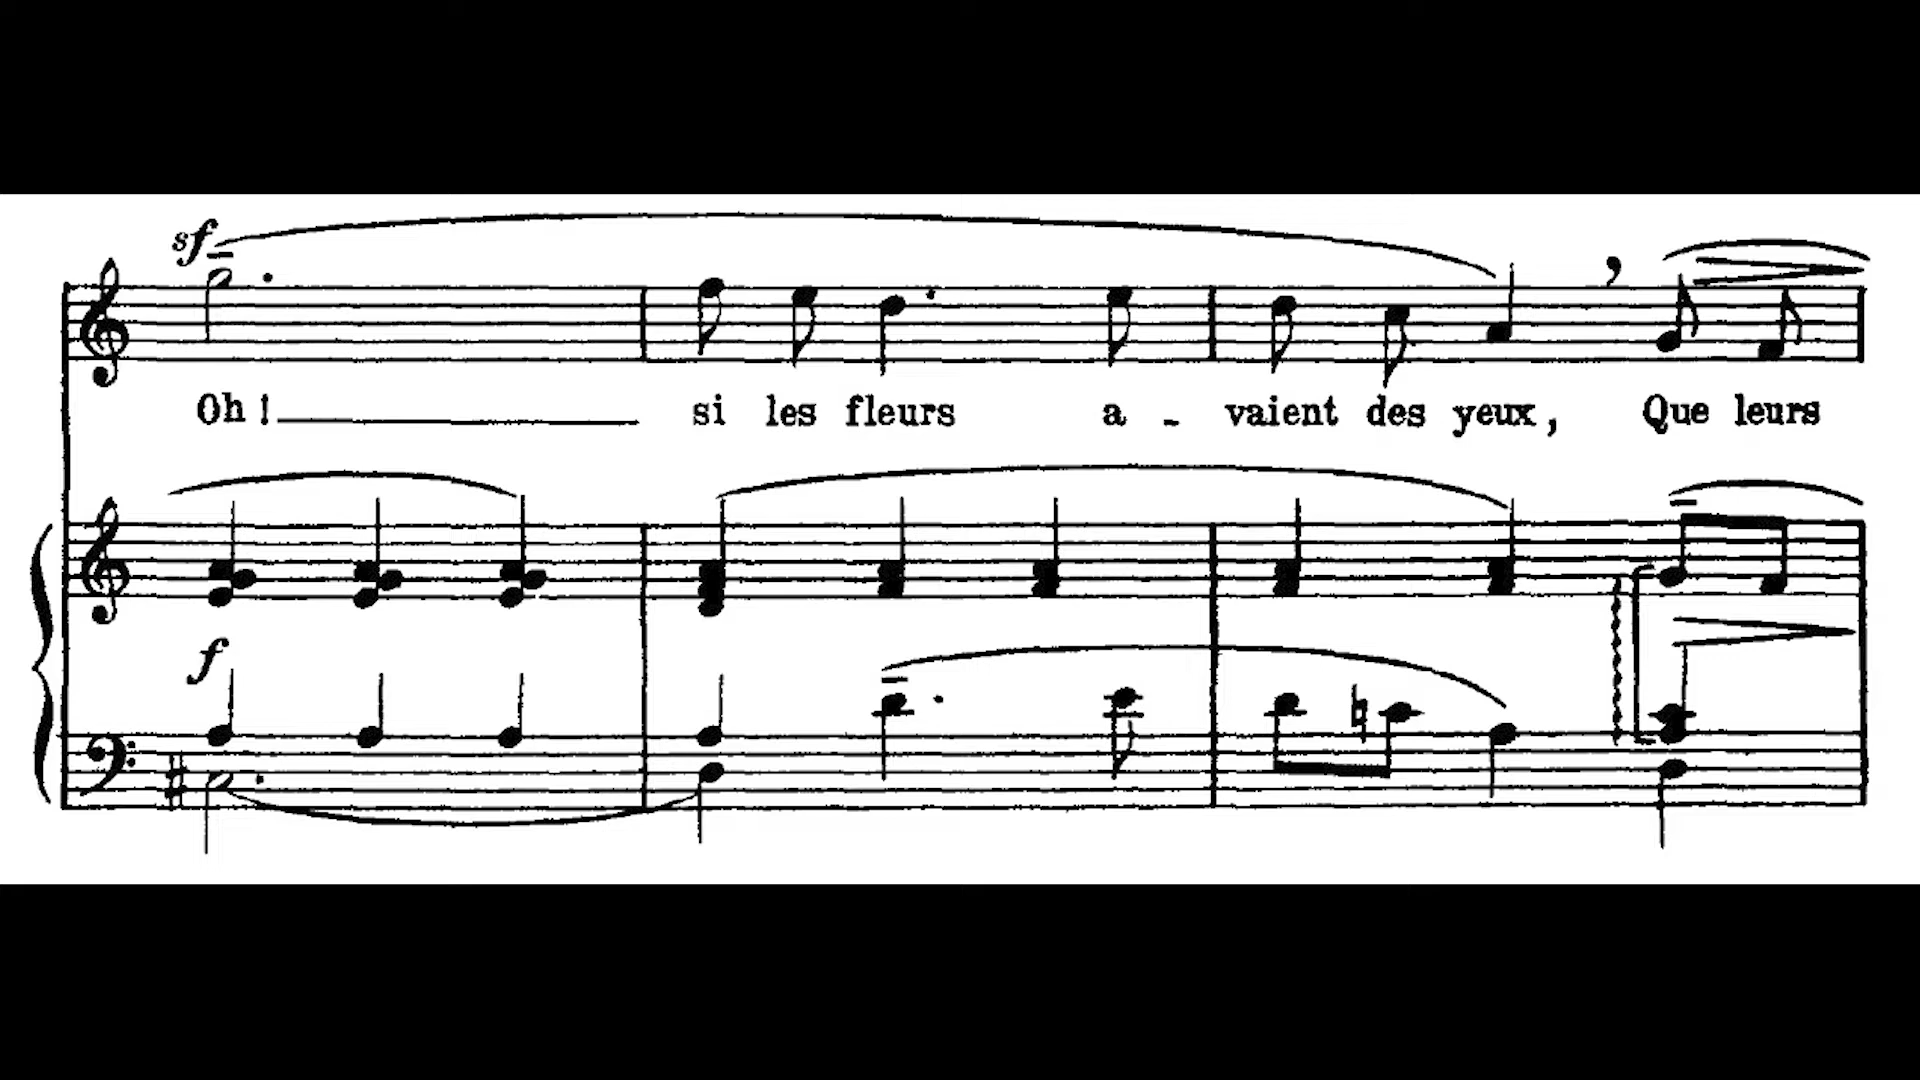 sf
Oh! si les fleurs a - vaient des yeux, Que leurs
f